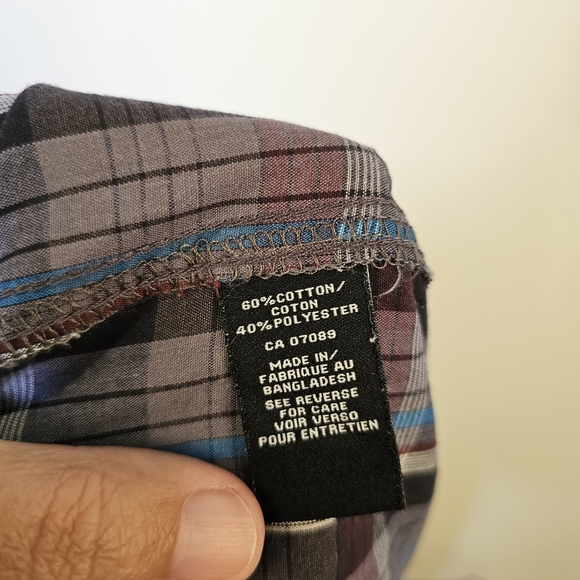 60%COTTON/
COTON
40%POLYESTER
CA 07089
MADE IN/
FABRIQUE AU
BANGLADESH
SEE REVERSE
FOR CARE
VOIR VERSO
POUR ENTRETIEN